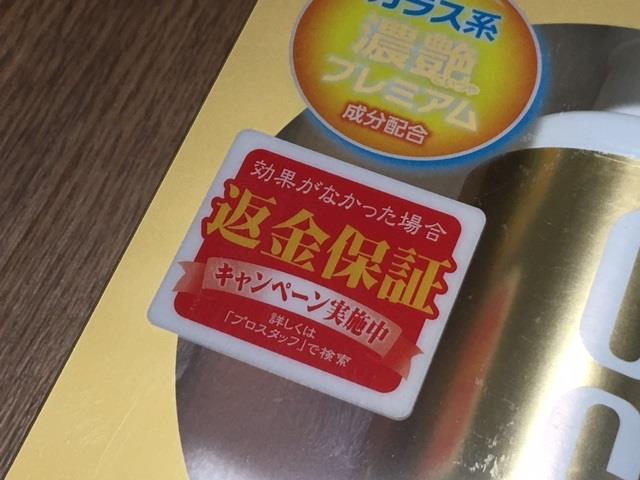 ガラス系
濃艶
プレミアム
成分配合
効果がなかった場合
返金保証
キャンペーン実施中
詳しくは
「プロスタッフ」で検索